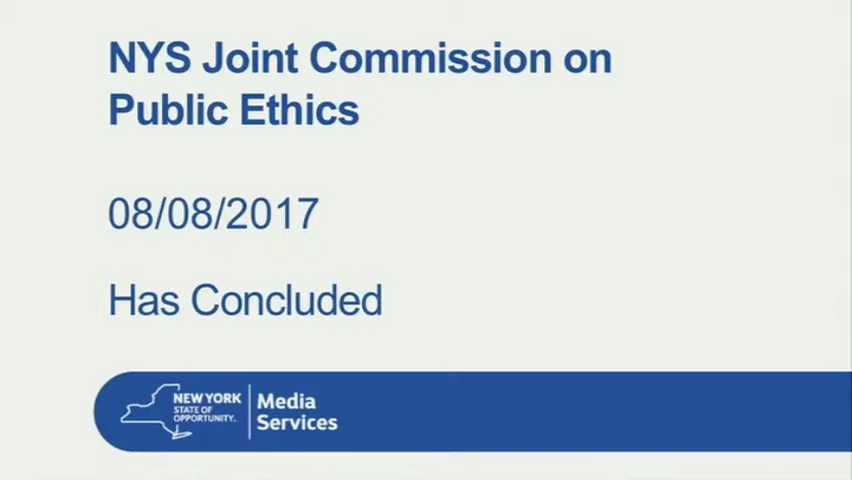 NYS Joint Commission on
Public Ethics
08/08/2017
Has Concluded
NEW YORK
STATE OF
OPPORTUNITY.
Media
Services